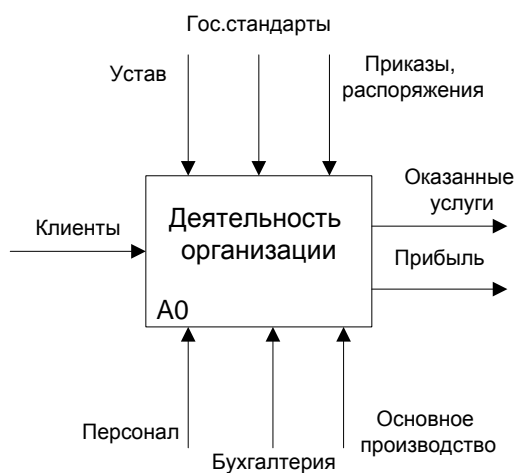 Гос.стандарты
Устав
Приказы,
распоряжения
Клиенты
Деятельность
организации
A0
Оказанные
услуги
Прибыль
Персонал
Бухгалтерия
Основное
производство